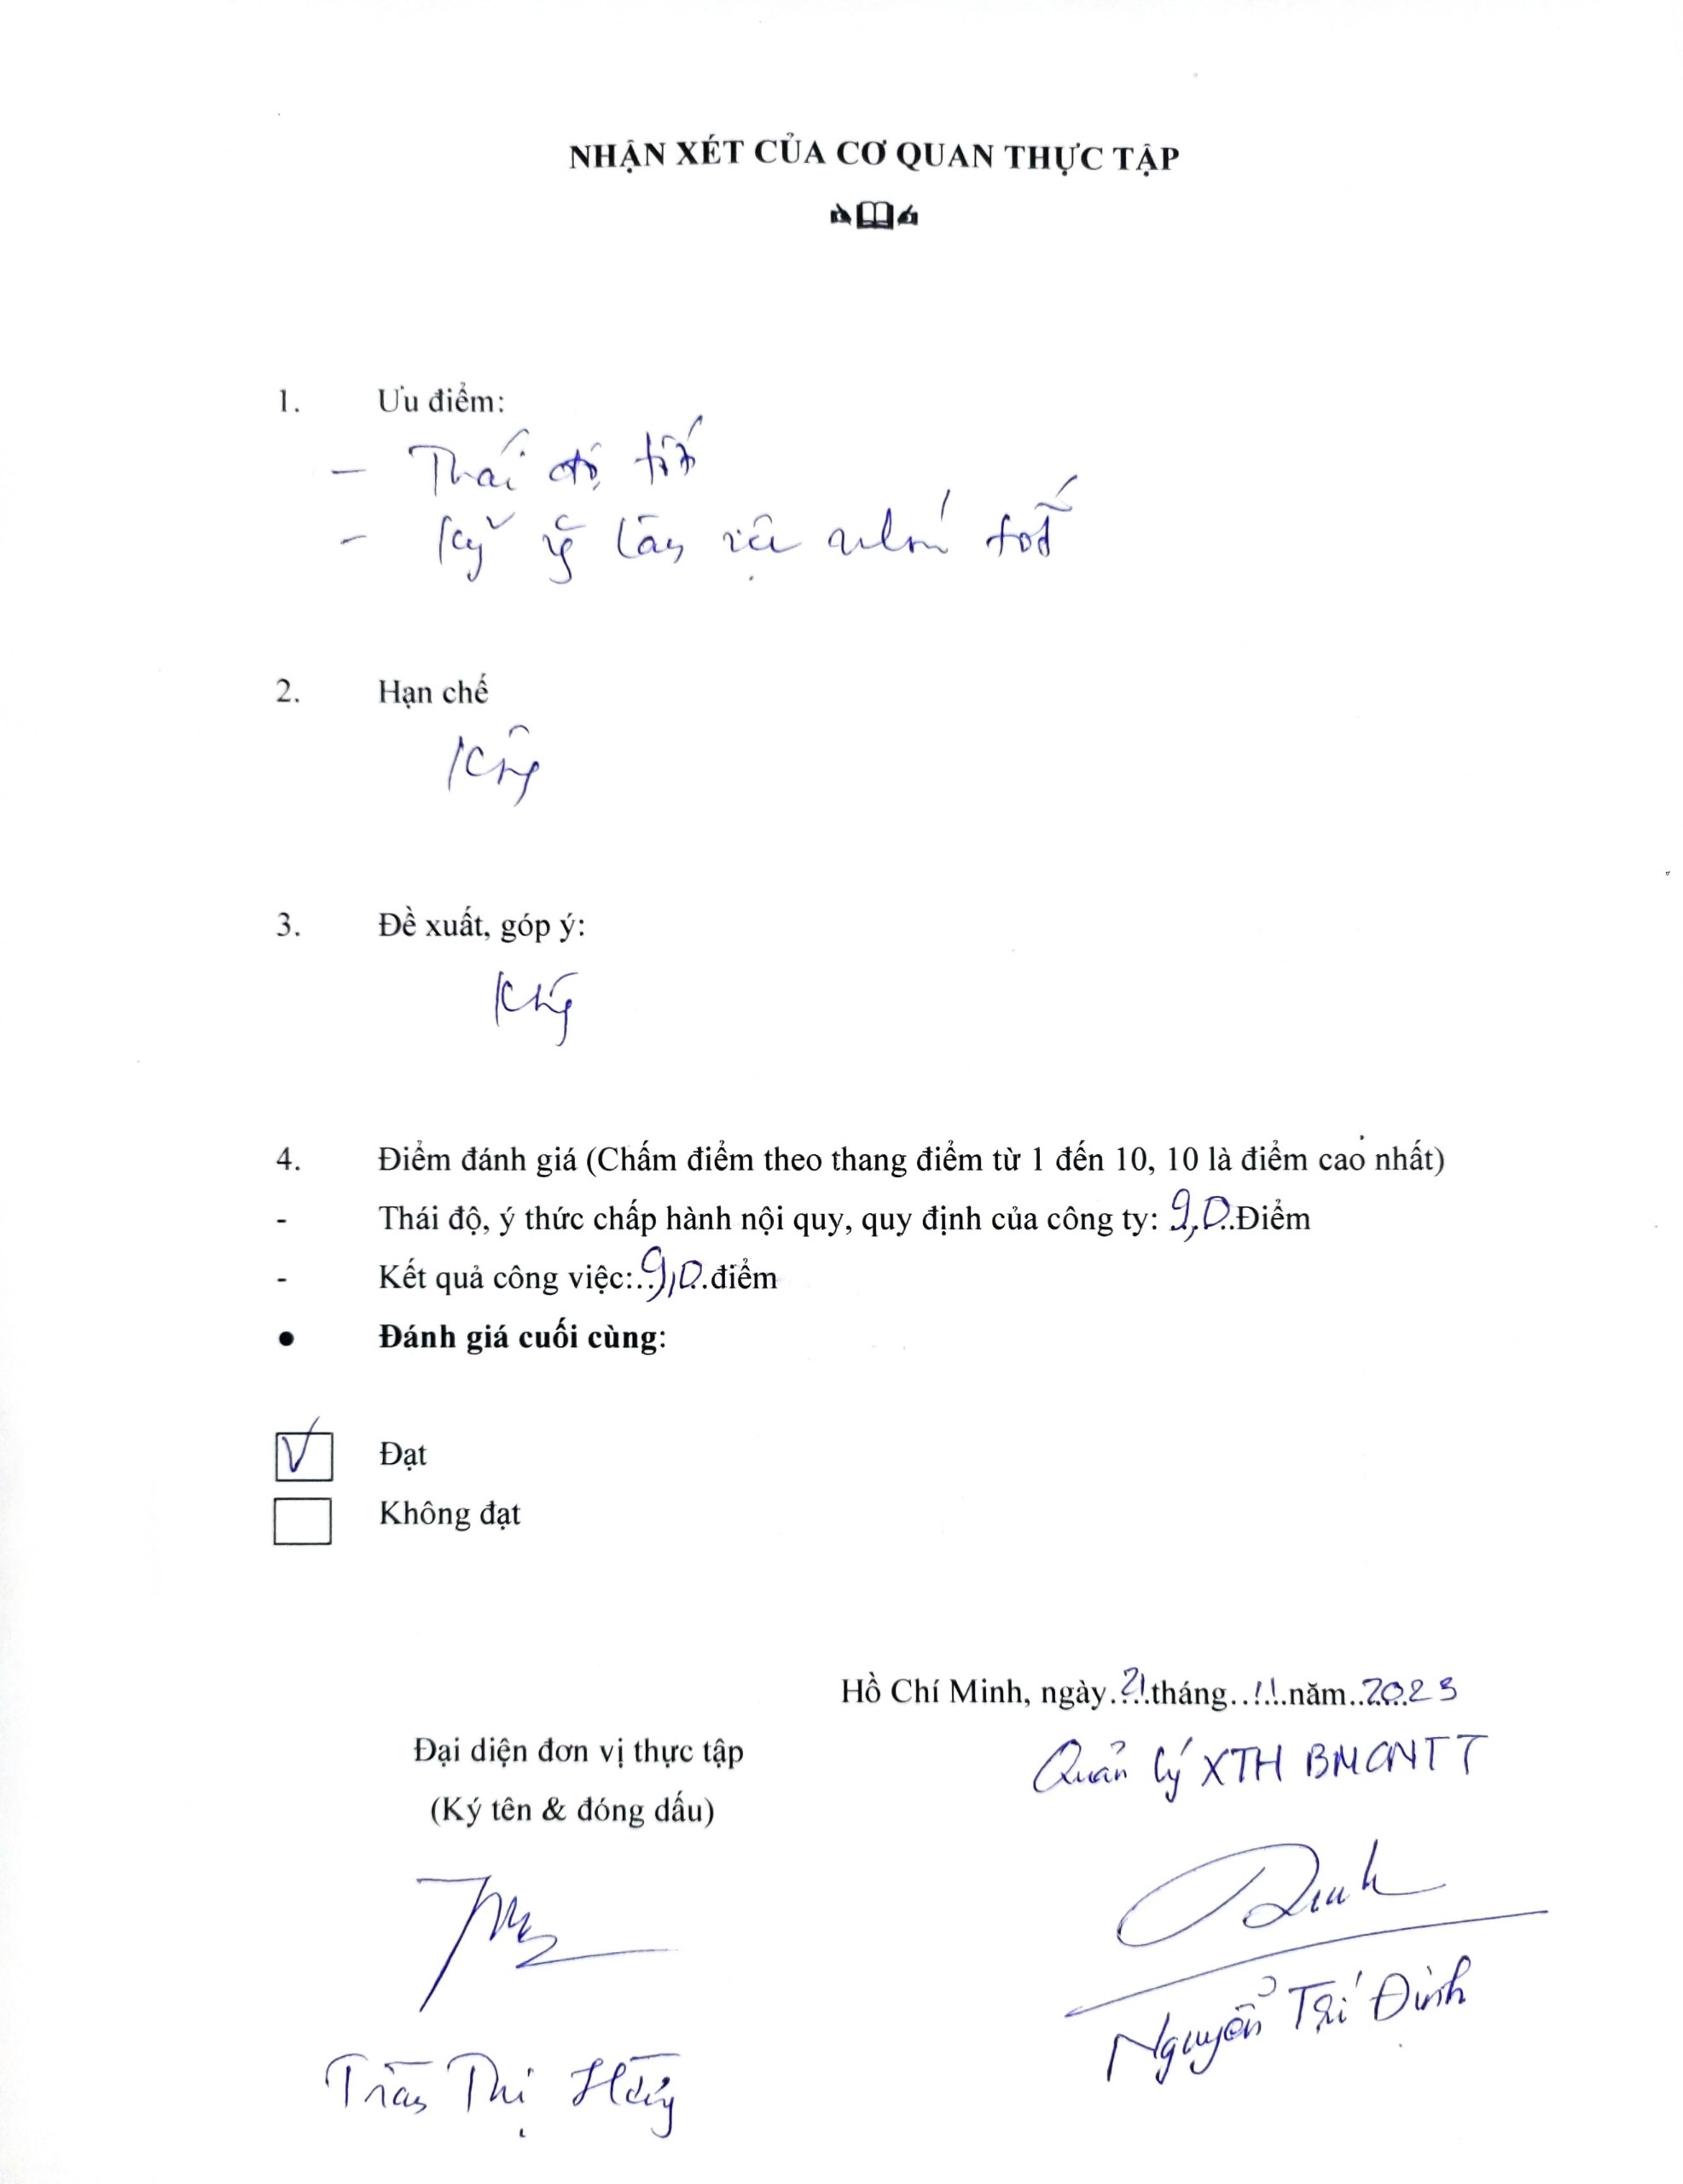 NHẬN XÉT CỦA CƠ QUAN THỰC TẬP
1. Ưu điểm:
- Thái độ tốt
- Kỹ năng làm việc nhóm tốt
2. Hạn chế
Không
3. Đề xuất, góp ý:
Không
4. Điểm đánh giá (Chấm điểm theo thang điểm từ 1 đến 10, 10 là điểm cao nhất)
- Thái độ, ý thức chấp hành nội quy, quy định của công ty: 9,0..Điểm
- Kết quả công việc:..9,0..điểm
● Đánh giá cuối cùng:
Đạt
Không đạt
Hồ Chí Minh, ngày..21..tháng..11..năm..2023
Quản lý XTH BMCNTT
Đại diện đơn vị thực tập
(Ký tên & đóng dấu)
Nguyễn Trí Định
Trần Thị